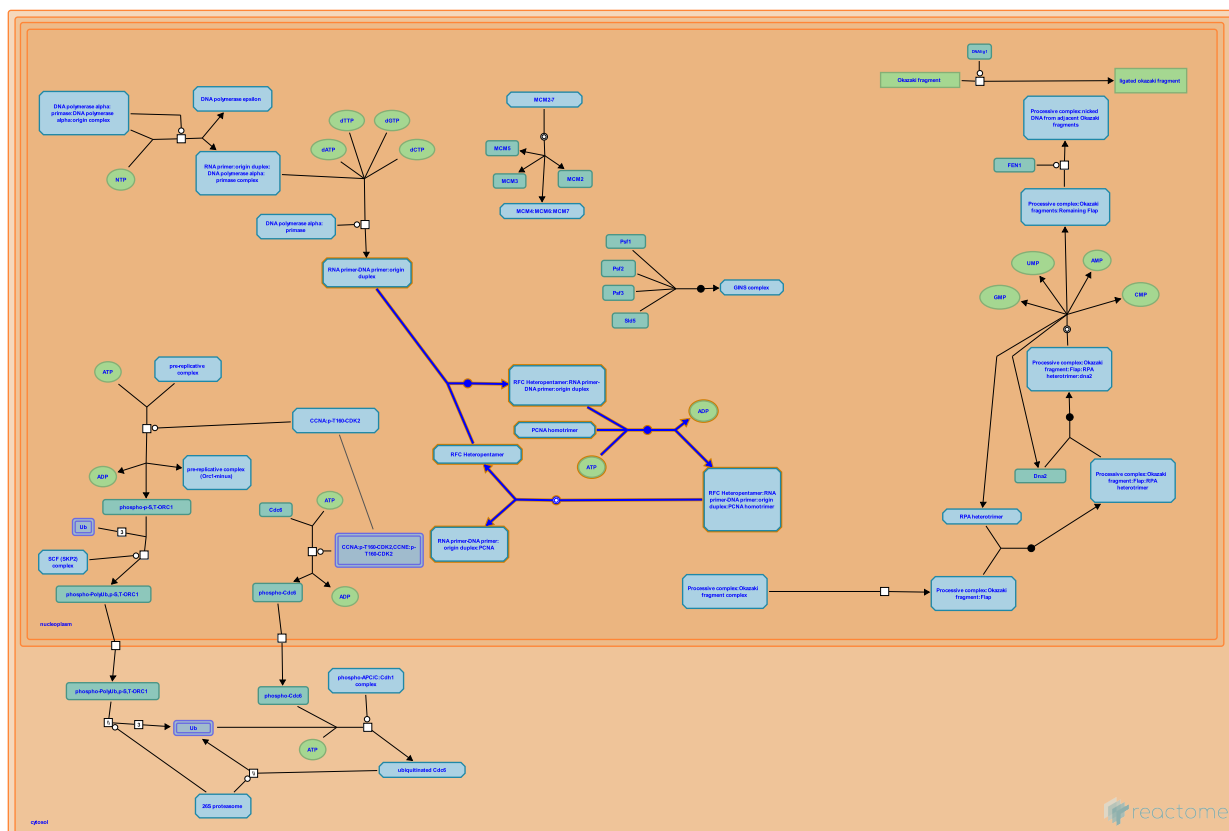 DNA ligI
Okazaki fragment
ligated okazaki fragment
DNA polymerase alpha:
primase:DNA polymerase
alpha:origin complex
DNA polymerase epsilon
MCM2-7
Processive complex:nicked
DNA from adjacent Okazaki
fragments
dTTP
dGTP
dATP
dCTP
MCM5
RNA primer:origin duplex:
DNA polymerase alpha:
primase complex
NTP
MCM3
MCM2
FEN1
MCM4:MCM6:MCM7
Processive complex:Okazaki
fragments:Remaining Flap
DNA polymerase alpha:
primase
Psf1
Psf2
Psf3
Sld5
GINS complex
RNA primer-DNA primer:origin
duplex
UMP
AMP
GMP
CMP
ATP
pre-replicative
complex
RFC Heteropentamer:RNA primer-
DNA primer:origin duplex
Processive complex:Okazaki
fragment:Flap:RPA
heterotrimer:dna2
CCNA:p-T160-CDK2
PCNA homotrimer
ADP
ATP
RFC Heteropentamer
ADP
pre-replicative complex
(Orc1-minus)
Dna2
Processive complex:Okazaki
fragment:Flap:RPA
heterotrimer
RFC Heteropentamer:RNA
primer-DNA primer:origin
duplex:PCNA homotrimer
phospho-p-S,T-ORC1
Cdc6
ATP
RPA heterotrimer
Ub
3
RNA primer-DNA primer:
origin duplex:PCNA
CCNA:p-T160-CDK2,CCNE:p-
T160-CDK2
SCF (SKP2)
complex
phospho-PolyUb,p-S,T-ORC1
phospho-Cdc6
ADP
Processive complex:Okazaki
fragment complex
Processive complex:Okazaki
fragment:Flap
nucleoplasm
phospho-PolyUb,p-S,T-ORC1
phospho-Cdc6
phospho-APC/C:Cdh1
complex
5
3
Ub
ATP
9
ubiquitinated Cdc6
26S proteasome
cytosol
reactome